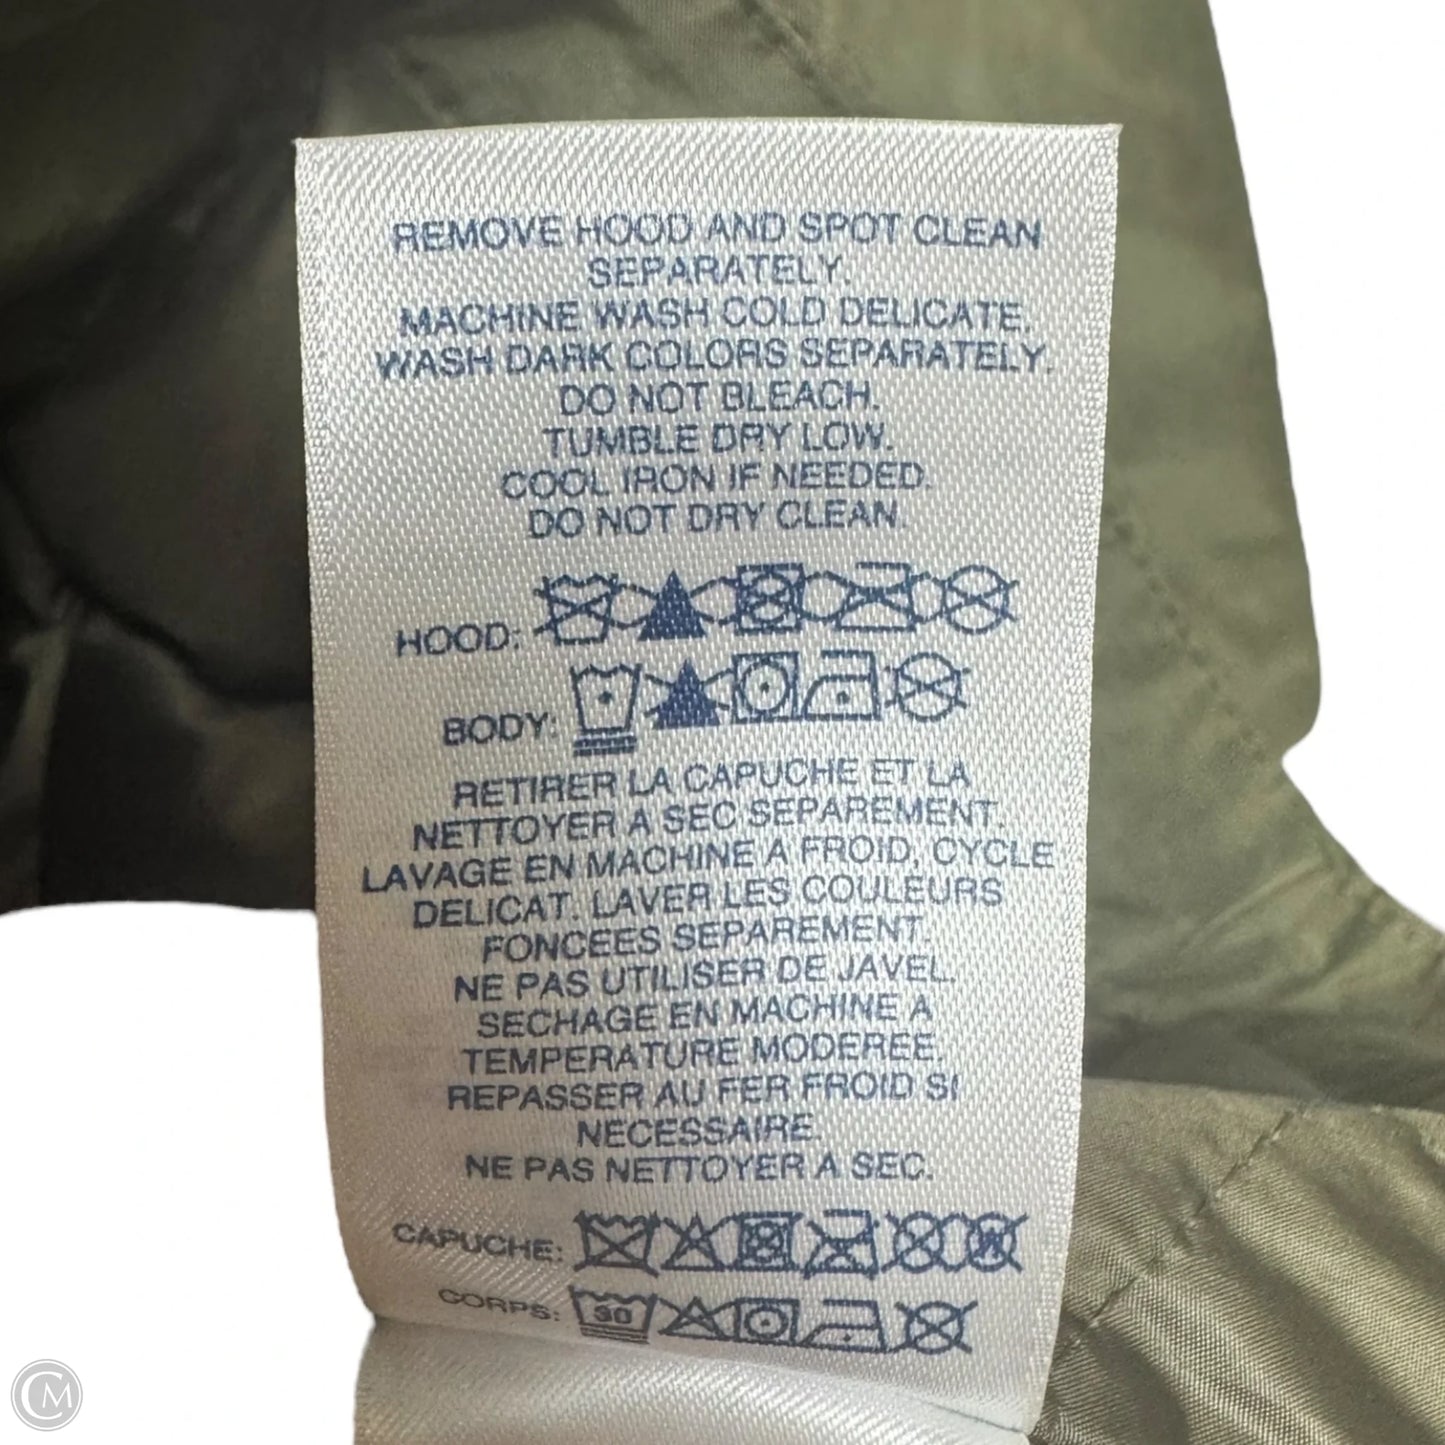 REMOVE HOOD AND SPOT CLEAN
SEPARATELY.
MACHINE WASH COLD DELICATE.
WASH DARK COLORS SEPARATELY.
DO NOT BLEACH.
TUMBLE DRY LOW.
COOL IRON IF NEEDED.
DO NOT DRY CLEAN.
HOOD:
BODY:
RETIRER LA CAPUCHE ET LA
NETTOYER A SEC SEPAREMENT.
LAVAGE EN MACHINE A FROID, CYCLE
DELICAT. LAVER LES COULEURS
FONCEES SEPAREMENT.
NE PAS UTILISER DE JAVEL.
SECHAGE EN MACHINE A
TEMPERATURE MODEREE.
REPASSER AU FER FROID SI
NECESSAIRE.
NE PAS NETTOYER A SEC.
CAPUCHE: W
CORPS: 30
CM